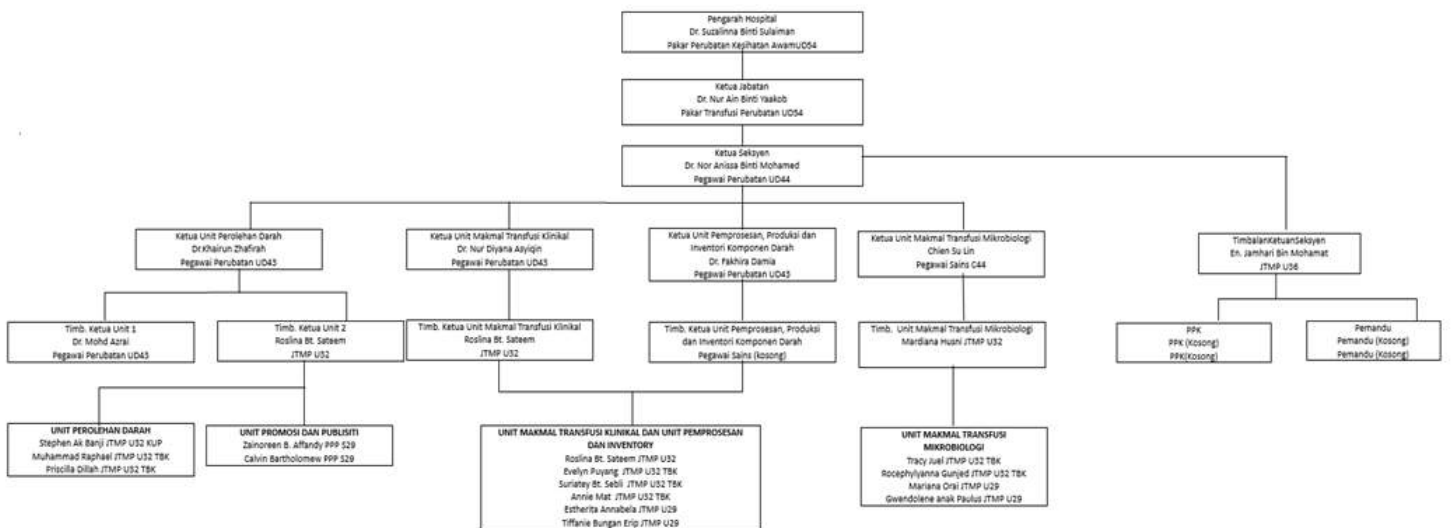 Pengarah Hospital
Dr. Suzalinna Binti Sulaiman
Pakar Perubatan Kesihatan AwamUD54
Ketua Jabatan
Dr. Nur Ain Binti Yaakob
Pakar Transfusi Perubatan UD54
Ketua Seksyen
Dr. Nor Anissa Binti Mohamed
Pegawai Perubatan UD44
Ketua Unit Perolehan Darah
Dr.Khairun Zhafirah
Pegawai Perubatan UD43
Ketua Unit Makmal Transfusi Klinikal
Dr. Nur Diyana Asyiqin
Pegawai Perubatan UD43
Ketua Unit Pemprosesan, Produksi dan
Inventori Komponen Darah
Dr. Fakhira Damia
Pegawai Perubatan UD43
Ketua Unit Makmal Transfusi Mikrobiologi
Chien Su Lin
Pegawai Sains C44
TimbalanKetuanSeksyen
En. Jamhari Bin Mohamat
JTMP U36
Timb. Ketua Unit 1
Dr. Mohd Azrai
Pegawai Perubatan UD43
Timb. Ketua Unit 2
Roslina Bt. Sateem
JTMP U32
Timb. Ketua Unit Makmal Transfusi Klinikal
Roslina Bt. Sateem
JTMP U32
Timb. Ketua Unit Pemprosesan, Produksi
dan Inventori Komponen Darah
Pegawai Sains (kosong)
Timb. Unit Makmal Transfusi Mikrobiologi
Mardiana Husni JTMP U32
PPK
PPK (Kosong)
PPK(Kosong)
Pemandu
Pemandu (Kosong)
Pemandu (Kosong)
UNIT PEROLEHAN DARAH
Stephen Ak Banji JTMP U32 KUP
Muhammad Raphael JTMP U32 TBK
Priscilla Dillah JTMP U32 TBK
UNIT PROMOSI DAN PUBLISITI
Zainoreen B. Affandy PPP S29
Calvin Bartholomew PPP S29
UNIT MAKMAL TRANSFUSI KLINIKAL DAN UNIT PEMPROSESAN
DAN INVENTORY
Roslina Bt. Sateem JTMP U32
Evelyn Puyang JTMP U32 TBK
Suriatey Bt. Sebli JTMP U32 TBK
Annie Mat JTMP U32 TBK
Estherita Annabela JTMP U29
Tiffanie Bungan Erip JTMP U29
UNIT MAKMAL TRANSFUSI
MIKROBIOLOGI
Tracy Juel JTMP U32 TBK
Rocephylyanna Gunjed JTMP U32 TBK
Mariana Orai JTMP U29
Gwendolene anak Paulus JTMP U29